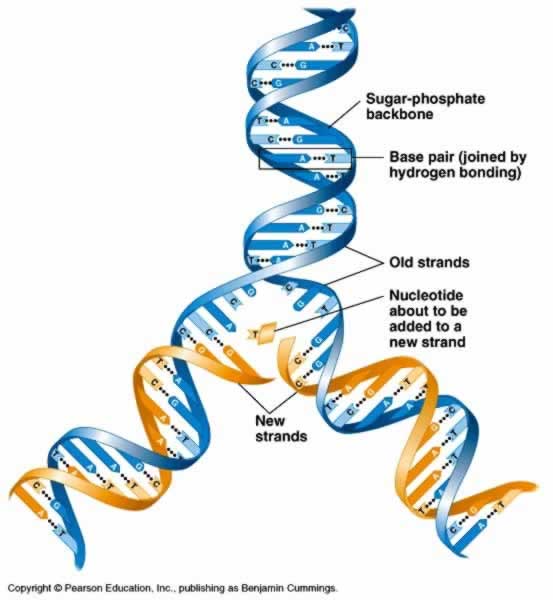 C
A T
C G
C G
T A
C G
A T
A
G C
A T
A T
T A
Sugar-phosphate
backbone
Base pair (joined by
hydrogen bonding)
Old strands
Nucleotide
about to be
added to a
new strand
C G
C G
A T
T
C C G
G
C
G
C
G
New
strands
T A
C G
A T
T A A G
A T T C
C G
A T
T C A T
A G T A
G C
A T
A T
T A
C G
A T
Copyright © Pearson Education, Inc., publishing as Benjamin Cummings.